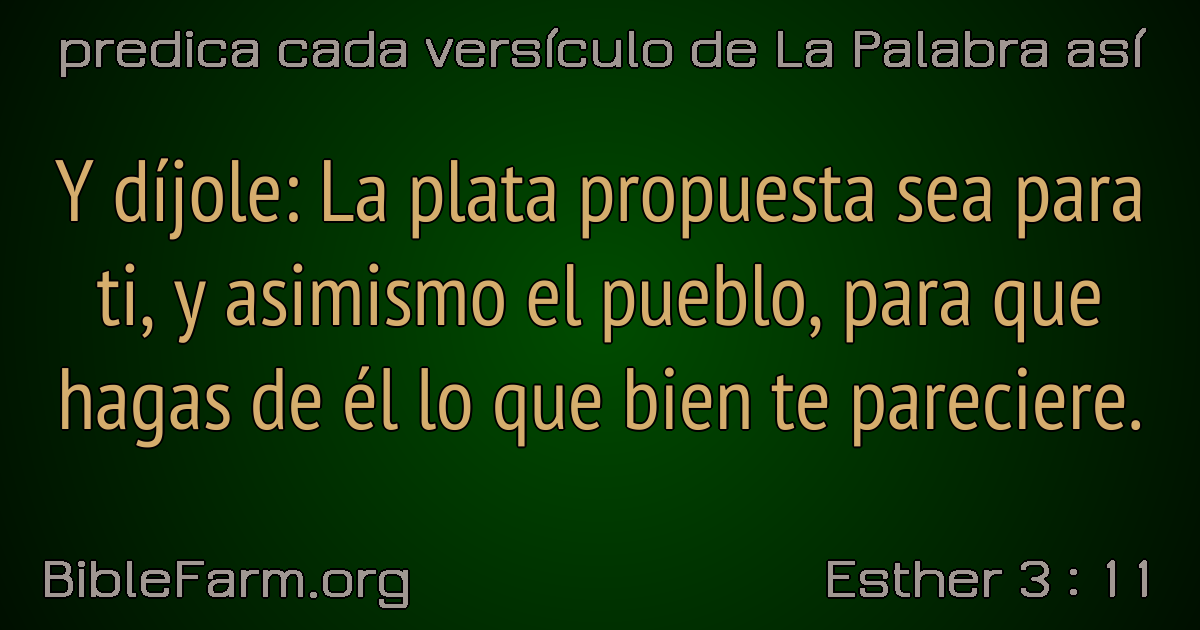 predica cada versículo de La Palabra así
Y díjole: La plata propuesta sea para
ti, y asimismo el pueblo, para que
hagas de él lo que bien te pareciere.
BibleFarm.org
Esther 3 : 11